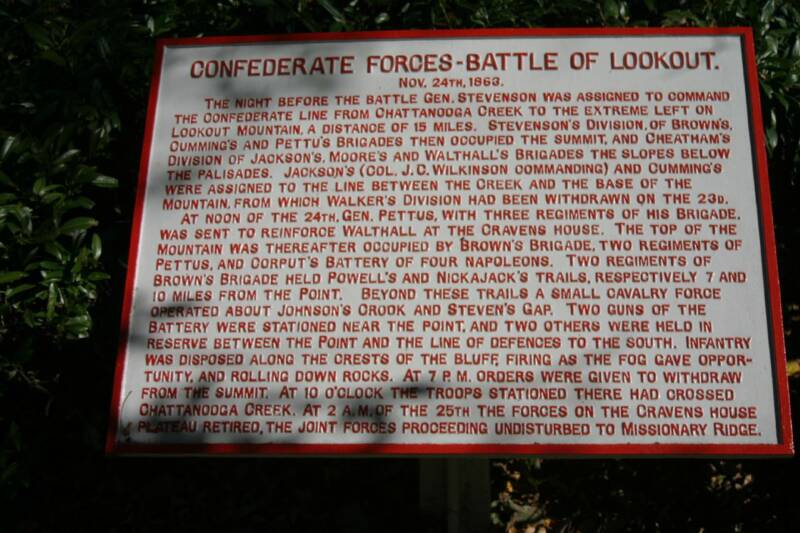 CONFEDERATE FORCES-BATTLE OF LOOKOUT.
NOV. 24TH, 1863.
THE NIGHT BEFORE THE BATTLE GEN. STEVENSON WAS ASSIGNED TO COMMAND
THE CONFEDERATE LINE FROM CHATTANOOGA CREEK TO THE EXTREME LEFT ON
LOOKOUT MOUNTAIN, A DISTANCE OF 15 MILES. STEVENSON'S DIVISION, OF BROWN'S,
CUMMING'S AND PETTU'S BRIGADES THEN OCCUPIED THE SUMMIT, AND CHEATHAM'S
DIVISION OF JACKSON'S, MOORE'S AND WALTHALL'S BRIGADES THE SLOPES BELOW
THE PALISADES. JACKSON'S (COL. J.C. WILKINSON COMMANDING) AND CUMMING'S
WERE ASSIGNED TO THE LINE BETWEEN THE CREEK AND THE BASE OF THE
MOUNTAIN, FROM WHICH WALKER'S DIVISION HAD BEEN WITHDRAWN ON THE 23D.
AT NOON OF THE 24TH, GEN. PETTUS, WITH THREE REGIMENTS OF HIS BRIGADE,
WAS SENT TO REINFORCE WALTHALL AT THE CRAVENS HOUSE. THE TOP OF THE
MOUNTAIN WAS THEREAFTER OCCUPIED BY BROWN'S BRIGADE, TWO REGIMENTS OF
PETTUS, AND CORPUT'S BATTERY OF FOUR NAPOLEONS. TWO REGIMENTS OF
BROWN'S BRIGADE HELD POWELL'S AND NICKAJACK'S TRAILS, RESPECTIVELY 7 AND
10 MILES FROM THE POINT. BEYOND THESE TRAILS A SMALL CAVALRY FORCE
OPERATED ABOUT JOHNSON'S CROOK AND STEVEN'S GAP. TWO GUNS OF THE
BATTERY WERE STATIONED NEAR THE POINT, AND TWO OTHERS WERE HELD IN
RESERVE BETWEEN THE POINT AND THE LINE OF DEFENCES TO THE SOUTH. INFANTRY
WAS DISPOSED ALONG THE CRESTS OF THE BLUFF, FIRING AS THE FOG GAVE OPPOR-
TUNITY, AND ROLLING DOWN ROCKS. AT 7 P.M. ORDERS WERE GIVEN TO WITHDRAW
FROM THE SUMMIT. AT 10 O'CLOCK THE TROOPS STATIONED THERE HAD CROSSED
CHATTANOOGA CREEK. AT 2 A.M. OF THE 25TH THE FORCES ON THE CRAVENS HOUSE
PLATEAU RETIRED, THE JOINT FORCES PROCEEDING UNDISTURBED TO MISSIONARY RIDGE.